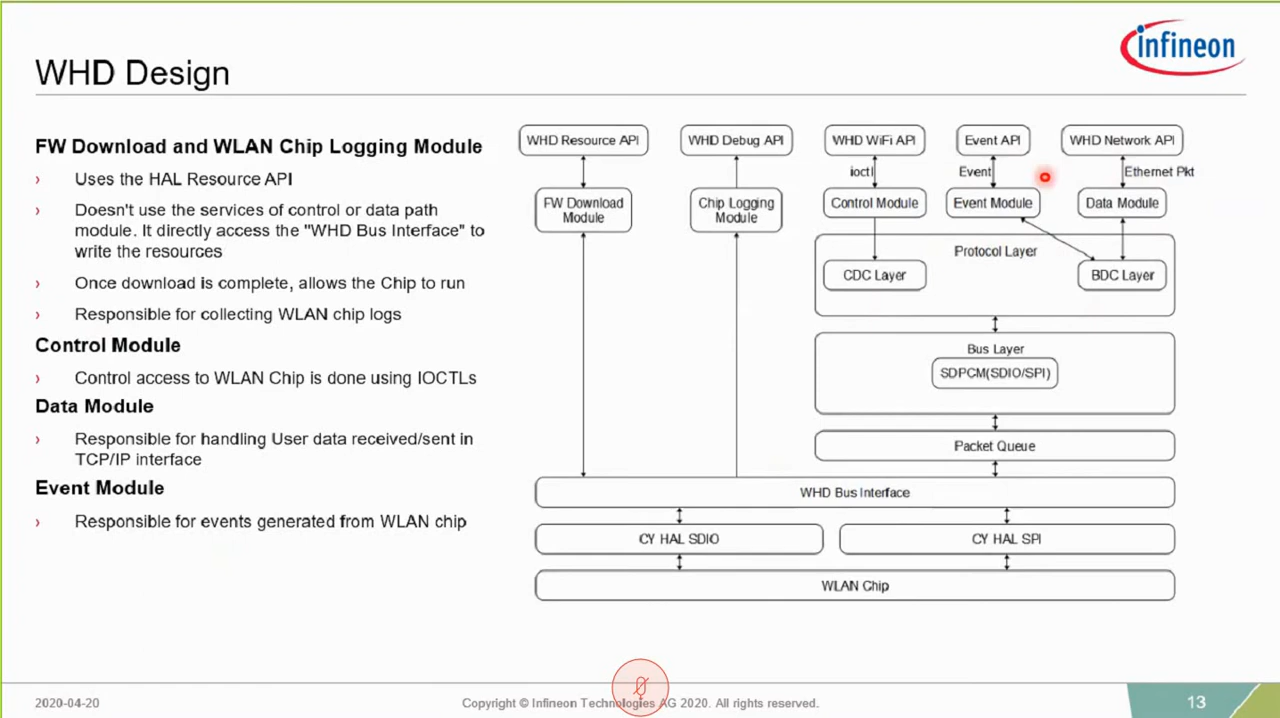 infineon
WHD Design
FW Download and WLAN Chip Logging Module
› Uses the HAL Resource API
› Doesn't use the services of control or data path
module. It directly access the "WHD Bus Interface" to
write the resources
› Once download is complete, allows the Chip to run
› Responsible for collecting WLAN chip logs
Control Module
› Control access to WLAN Chip is done using IOCTLs
Data Module
› Responsible for handling User data received/sent in
TCP/IP interface
Event Module
› Responsible for events generated from WLAN chip
WHD Resource API
WHD Debug API
WHD WiFi API
Event API
WHD Network API
ioctl
Event
Ethernet Pkt
FW Download
Module
Chip Logging
Module
Control Module
Event Module
Data Module
Protocol Layer
CDC Layer
BDC Layer
Bus Layer
SDPCM(SDIO/SPI)
Packet Queue
WHD Bus Interface
CY HAL SDIO
CY HAL SPI
WLAN Chip
2020-04-20
Copyright © Infineon Technologies AG 2020. All rights reserved.
13